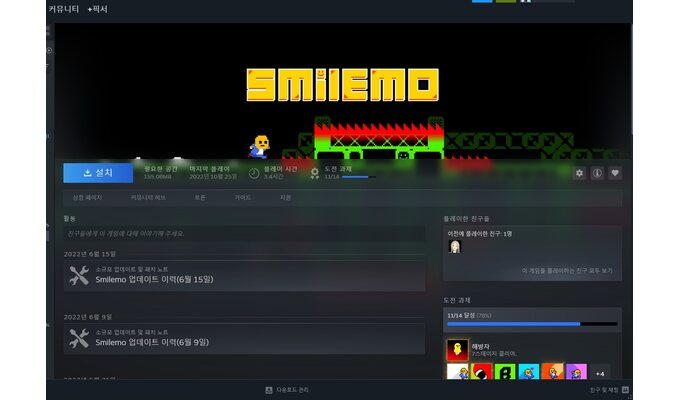 커뮤니티 +픽서
SMILEMO
설치
필요한 공간
155.08MB
마지막 플레이
2022년 10월 25일
플레이 시간
3.4시간
도전 과제
11/14
상점 페이지 커뮤니티 허브 토론 가이드 지원
활동
친구들에게 이 게임에 대해 이야기해 주세요.
2022년 6월 15일
소규모 업데이트 및 패치 노트
Smilemo 업데이트 이력(6월 15일)
2022년 6월 9일
소규모 업데이트 및 패치 노트
Smilemo 업데이트 이력(6월 9일)
플레이한 친구들
이전에 플레이한 친구: 1명
이 게임을 플레이하는 친구 모두 보기
도전 과제
11/14 달성 (78%)
해방자
7스테이지 클리어.
+4
다운로드 관리
친구 및 채팅